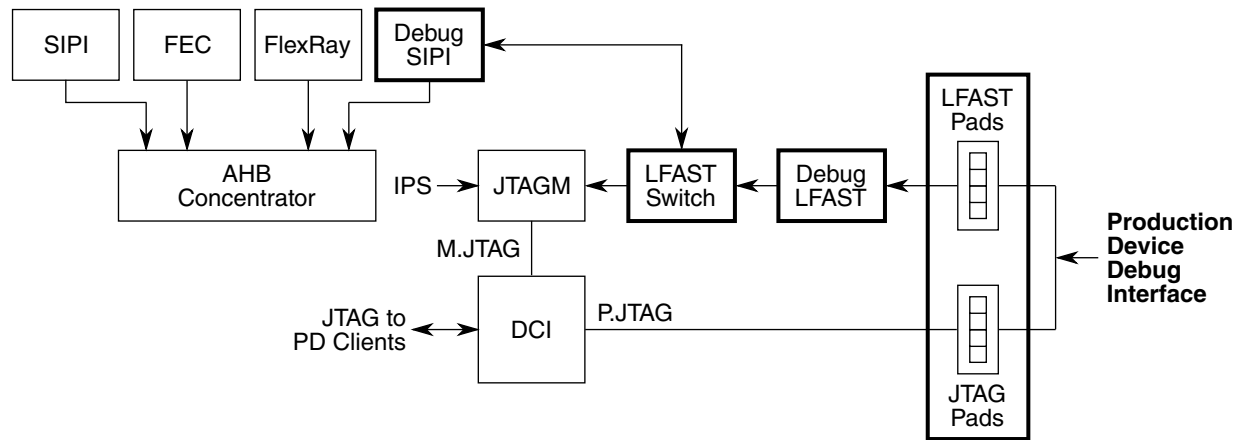 SIPI
FEC
FlexRay
Debug
SIPI
LFAST
Pads
AHB
Concentrator
IPS
JTAGM
LFAST
Switch
Debug
LFAST
Production
Device
Debug
Interface
M.JTAG
P.JTAG
JTAG to
PD Clients
DCI
JTAG
Pads